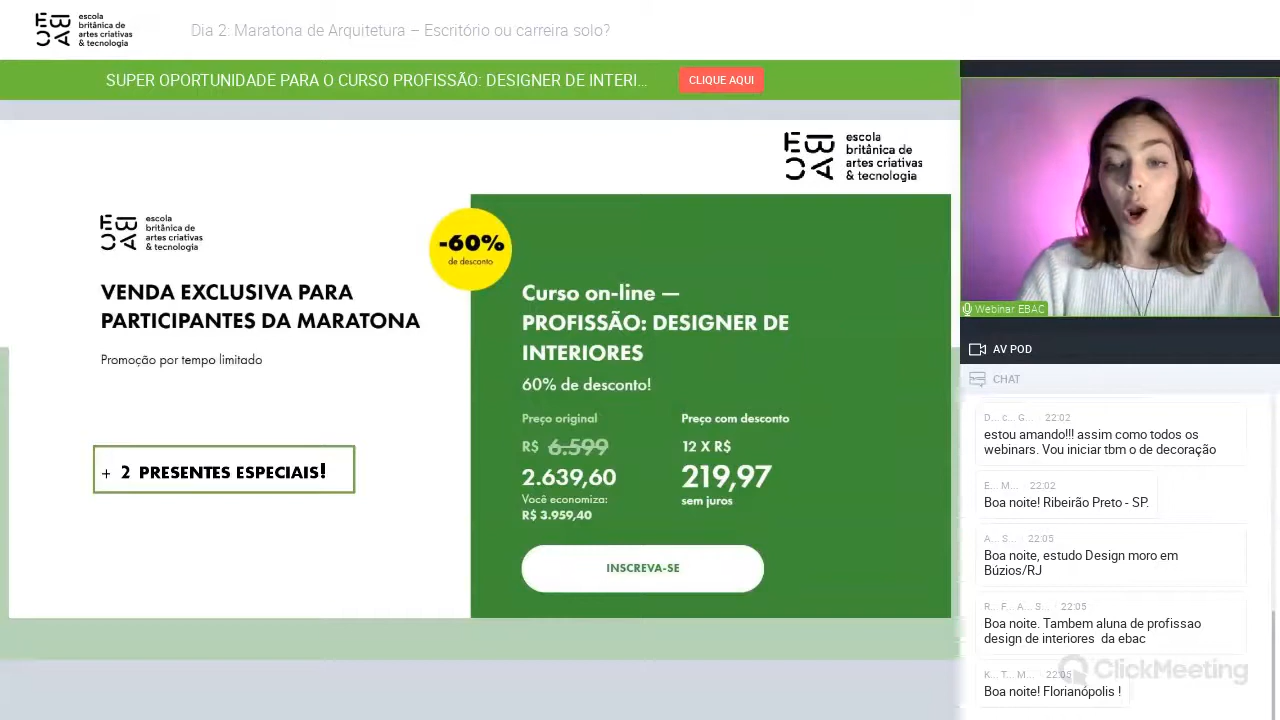 escola
britânica de
artes criativas
& tecnologia
Dia 2: Maratona de Arquitetura – Escritório ou carreira solo?
SUPER OPORTUNIDADE PARA O CURSO PROFISSÃO: DESIGNER DE INTERI...
CLIQUE AQUI
escola
britânica de
artes criativas
& tecnologia
escola
britânica de
artes criativas
& tecnologia
VENDA EXCLUSIVA PARA
PARTICIPANTES DA MARATONA
Promoção por tempo limitado
+ 2 PRESENTES ESPECIAIS!
-60%
de desconto
Curso on-line —
PROFISSÃO: DESIGNER DE
INTERIORES
60% de desconto!
Preço original
R$ 6.599
2.639,60
Você economiza:
R$ 3.959,40
Preço com desconto
12 X R$
219,97
sem juros
INSCREVA-SE
Webinar EBAC
AV POD
CHAT
D... c... G... 22:02
estou amando!!! assim como todos os
webinars. Vou iniciar tbm o de decoração
E... M... 22:02
Boa noite! Ribeirão Preto - SP.
A... S... 22:05
Boa noite, estudo Design moro em
Búzios/RJ
R... F... A... S... 22:05
Boa noite. Tambem aluna de profissao
design de interiores da ebac
K... T... M... 22:05
Boa noite! Florianópolis !
ClickMeeting